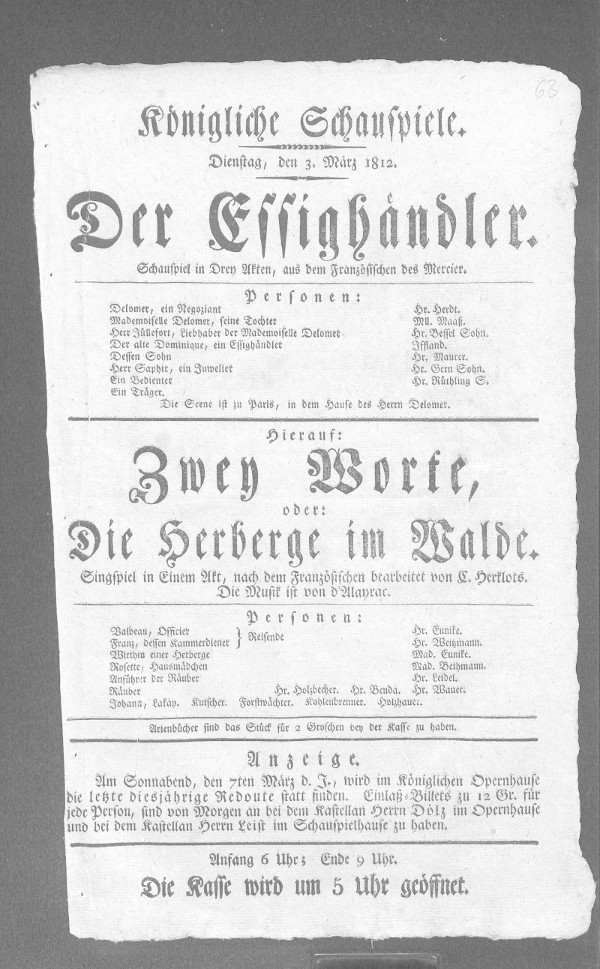 63
Königliche Schauspiele.
Dienstag, den 3. März 1812.
Der Essighändler.
Schauspiel in Drey Akten, aus dem Französischen des Mercier.
Personen:
Delomer, ein Negoziant Hr. Herdt.
Mademoiselle Delomer, seine Tochter Mll. Maaß.
Herr Jüllefort, Liebhaber der Mademoiselle Delomer Hr. Bessel Sohn.
Der alte Dominique, ein Essighändler Iffland.
Dessen Sohn Hr. Maurer.
Herr Saphir, ein Juwelier Hr. Gern Sohn.
Ein Bedienter Hr. Rüthling S.
Ein Träger.
Die Scene ist zu Paris, in dem Hause des Herrn Delomer.
Hierauf:
Zwey Worte,
oder:
Die Herberge im Walde.
Singspiel in Einem Akt, nach dem Französischen bearbeitet von C. Herklots.
Die Musik ist von d'Alayrac.
Personen:
Valbeau, Officier } Reisende Hr. Eunike.
Franz, dessen Kammerdiener Hr. Weitzmann.
Wirthin einer Herberge Mad. Eunike.
Rosette, Hausmädchen Mad. Bethmann.
Anführer der Räuber Hr. Leidel.
Räuber Hr. Holzbecher. Hr. Benda. Hr. Wauer.
Johann, Lakay. Kutscher. Forstwächter. Kohlenbrenner. Holzhauer.
Arienbücher sind das Stück für 2 Groschen bey der Kasse zu haben.
Anzeige.
Am Sonnabend, den 7ten März d. J., wird im Königlichen Opernhause
die letzte diesjährige Redoute statt finden. Einlaß-Billets zu 12 Gr. für
jede Person, sind von Morgen an bei dem Kastellan Herrn Dölz im Opernhause
und bei dem Kastellan Herrn Leist im Schauspielhause zu haben.
Anfang 6 Uhr; Ende 9 Uhr.
Die Kasse wird um 5 Uhr geöffnet.